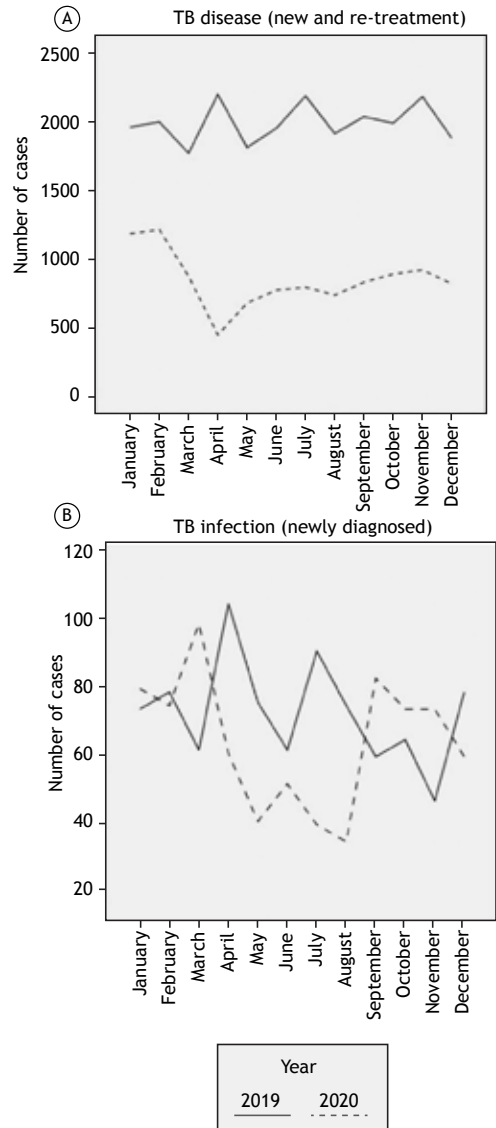 A TB disease (new and re-treatment)
Number of cases
2500
2000
1500
1000
500
0
January
February
March
April
May
June
July
August
September
October
November
December
B TB infection (newly diagnosed)
Number of cases
120
100
80
60
40
20
January
February
March
April
May
June
July
August
September
October
November
December
Year
2019 2020